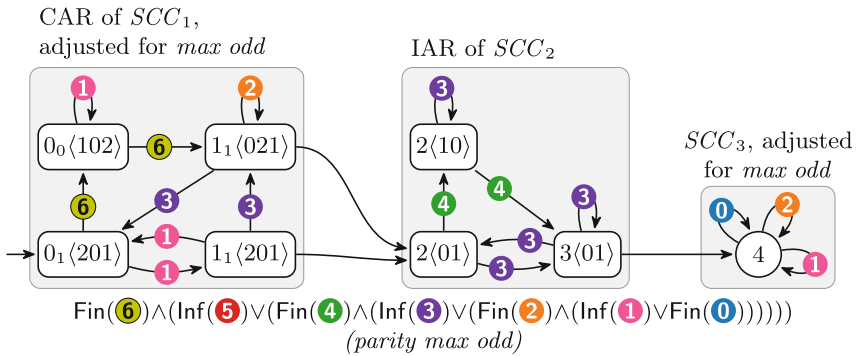 CAR of SCC₁,
adjusted for max odd
IAR of SCC₂
SCC₃, adjusted
for max odd
1 2 3
0₀⟨102⟩ 6 1₁⟨021⟩ 2⟨10⟩
6 3 3 4 4 3 0 2
0₁⟨201⟩ 1 1 1₁⟨201⟩ 2⟨01⟩ 3 3 3⟨01⟩ 4 1
Fin(6)∧(Inf(5)∨(Fin(4)∧(Inf(3)∨(Fin(2)∧(Inf(1)∨Fin(0))))))
(parity max odd)